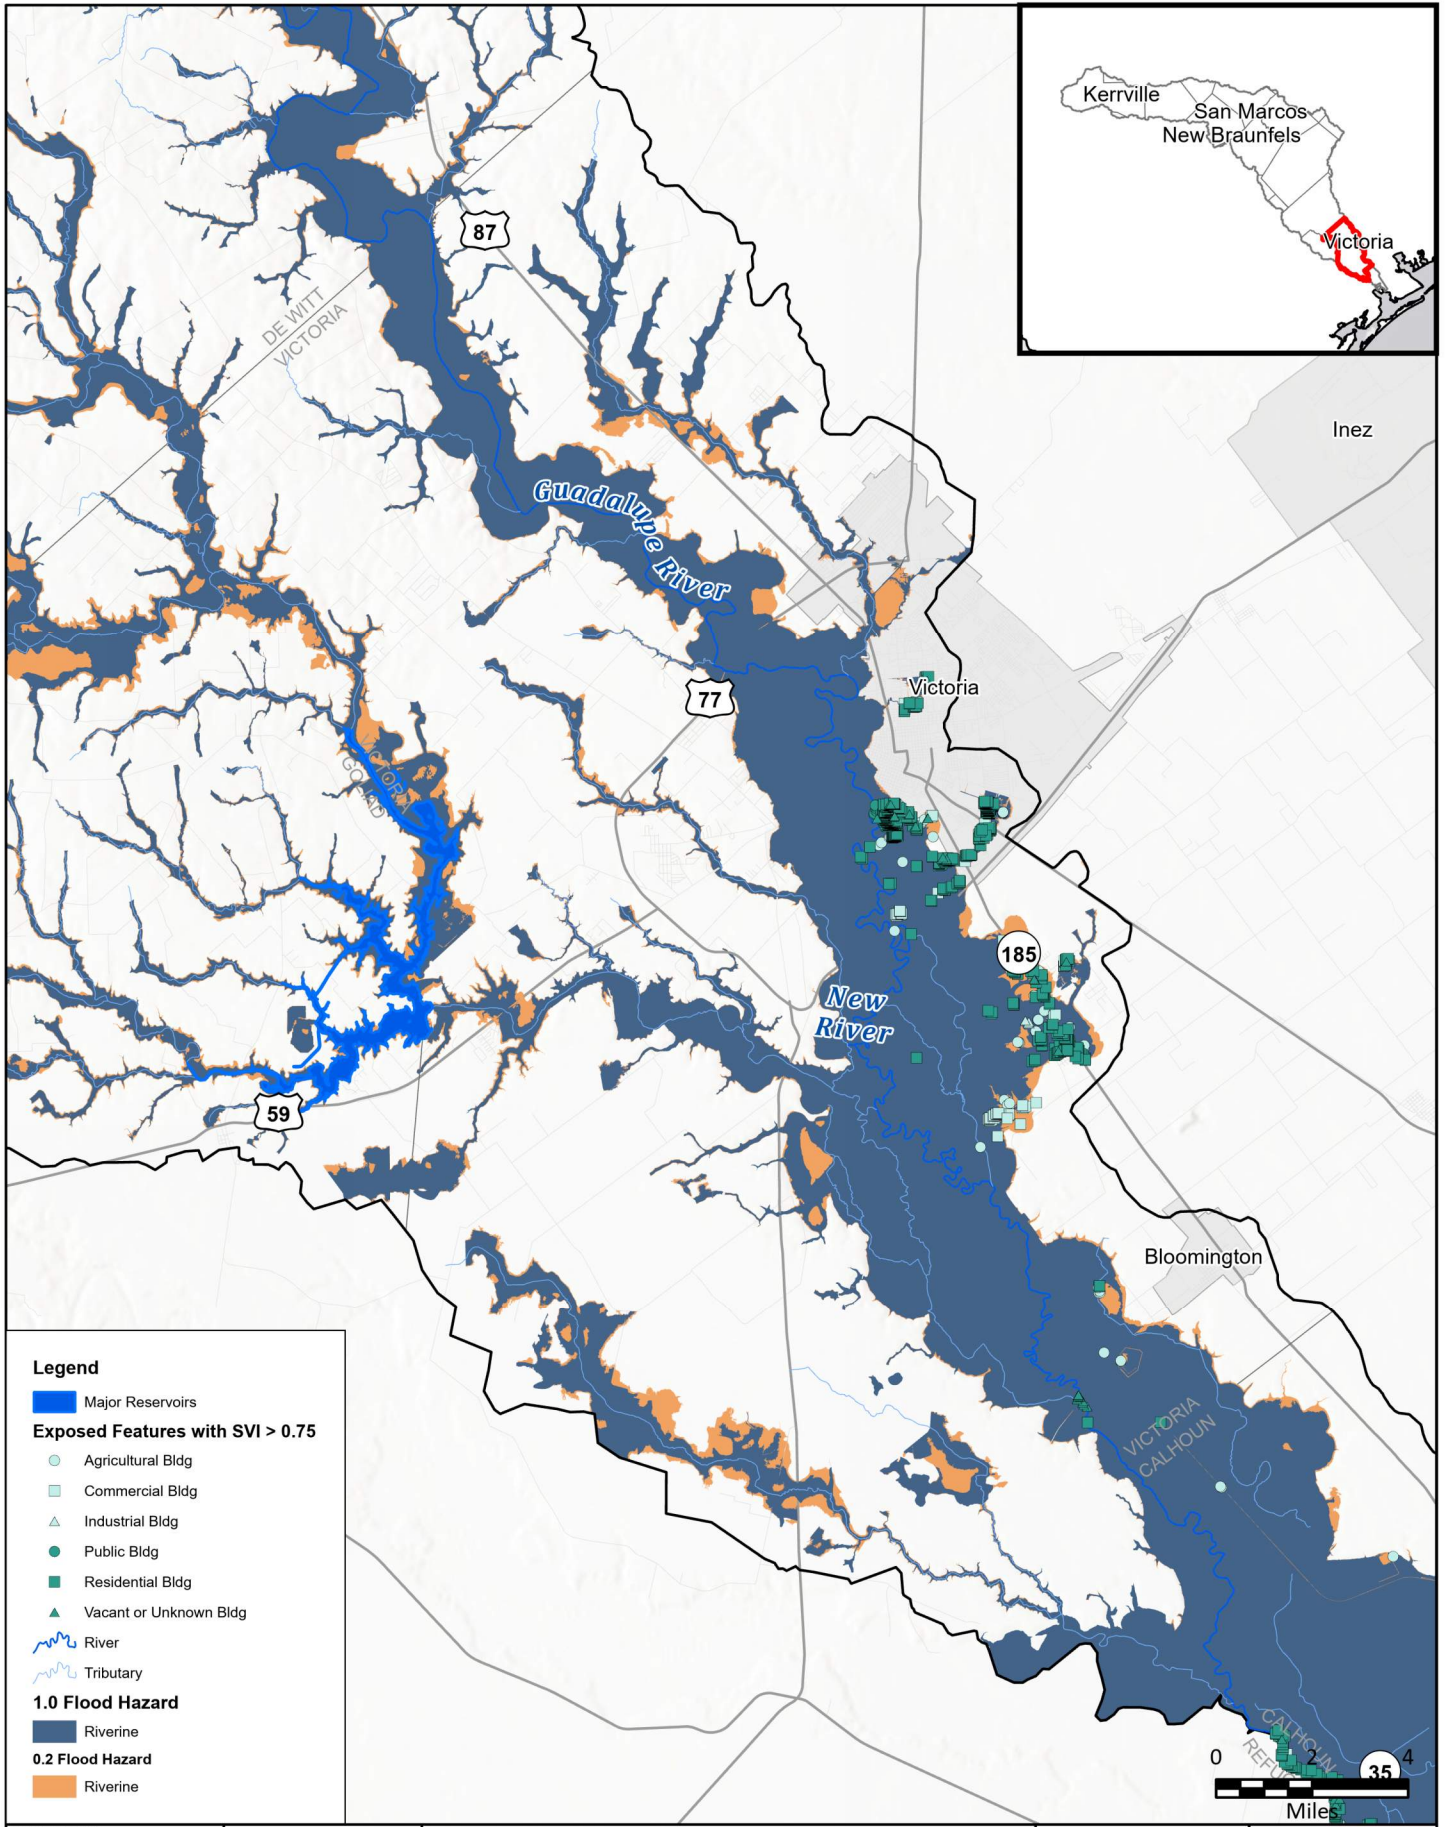 Kerrville
San Marcos
New Braunfels
Victoria
87
DE WITT
VICTORIA
Inez
Guadalupe
River
Victoria
77
GOLIAD
185
New
River
59
Bloomington
VICTORIA
CALHOUN
Legend
Major Reservoirs
Exposed Features with SVI > 0.75
Agricultural Bldg
Commercial Bldg
Industrial Bldg
Public Bldg
Residential Bldg
Vacant or Unknown Bldg
River
Tributary
1.0 Flood Hazard
Riverine
0.2 Flood Hazard
Riverine
CALHOUN
35
0 2 4
Miles